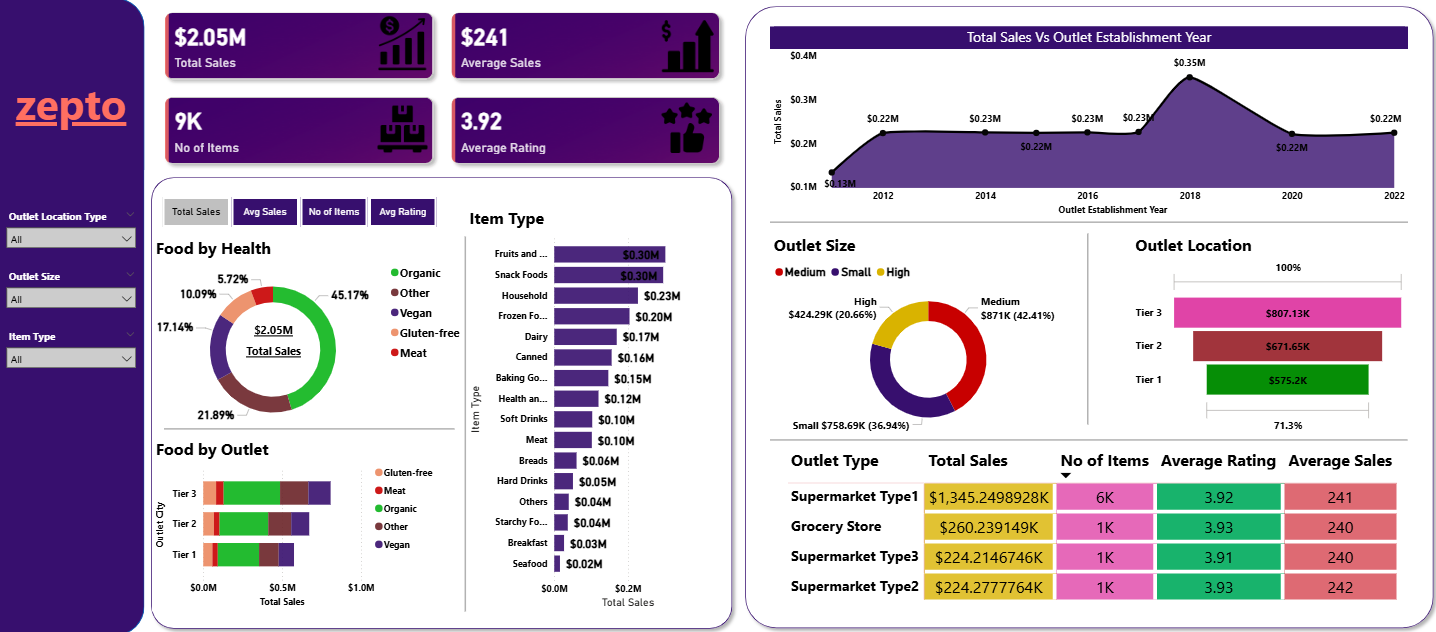 zepto
Outlet Location Type
All
Outlet Size
All
Item Type
All
$2.05M
Total Sales
$241
Average Sales
9K
No of Items
3.92
Average Rating
Total Sales
Avg Sales
No of Items
Avg Rating
Food by Health
5.72%
10.09%
17.14%
21.89%
45.17%
$2.05M
Total Sales
Organic
Other
Vegan
Gluten-free
Meat
Food by Outlet
Outlet City
Tier 3
Tier 2
Tier 1
$0.0M $0.5M $1.0M
Total Sales
Gluten-free
Meat
Organic
Other
Vegan
Item Type
Item Type
Fruits and ... $0.30M
Snack Foods $0.30M
Household $0.23M
Frozen Fo... $0.20M
Dairy $0.17M
Canned $0.16M
Baking Go... $0.15M
Health an... $0.12M
Soft Drinks $0.10M
Meat $0.10M
Breads $0.06M
Hard Drinks $0.05M
Others $0.04M
Starchy Fo... $0.04M
Breakfast $0.03M
Seafood $0.02M
$0.0M $0.2M
Total Sales
Total Sales Vs Outlet Establishment Year
Total Sales
$0.4M
$0.3M
$0.2M
$0.1M
$0.13M
$0.22M
$0.23M
$0.22M
$0.23M
$0.23M
$0.35M
$0.22M
$0.22M
2012 2014 2016 2018 2020 2022
Outlet Establishment Year
Outlet Size
Medium Small High
High
$424.29K (20.66%)
Medium
$871K (42.41%)
Small $758.69K (36.94%)
Outlet Location
100%
Tier 3 $807.13K
Tier 2 $671.65K
Tier 1 $575.2K
71.3%
Outlet Type Total Sales No of Items Average Rating Average Sales
Supermarket Type1 $1,345.2498928K 6K 3.92 241
Grocery Store $260.239149K 1K 3.93 240
Supermarket Type3 $224.2146746K 1K 3.91 240
Supermarket Type2 $224.2777764K 1K 3.93 242